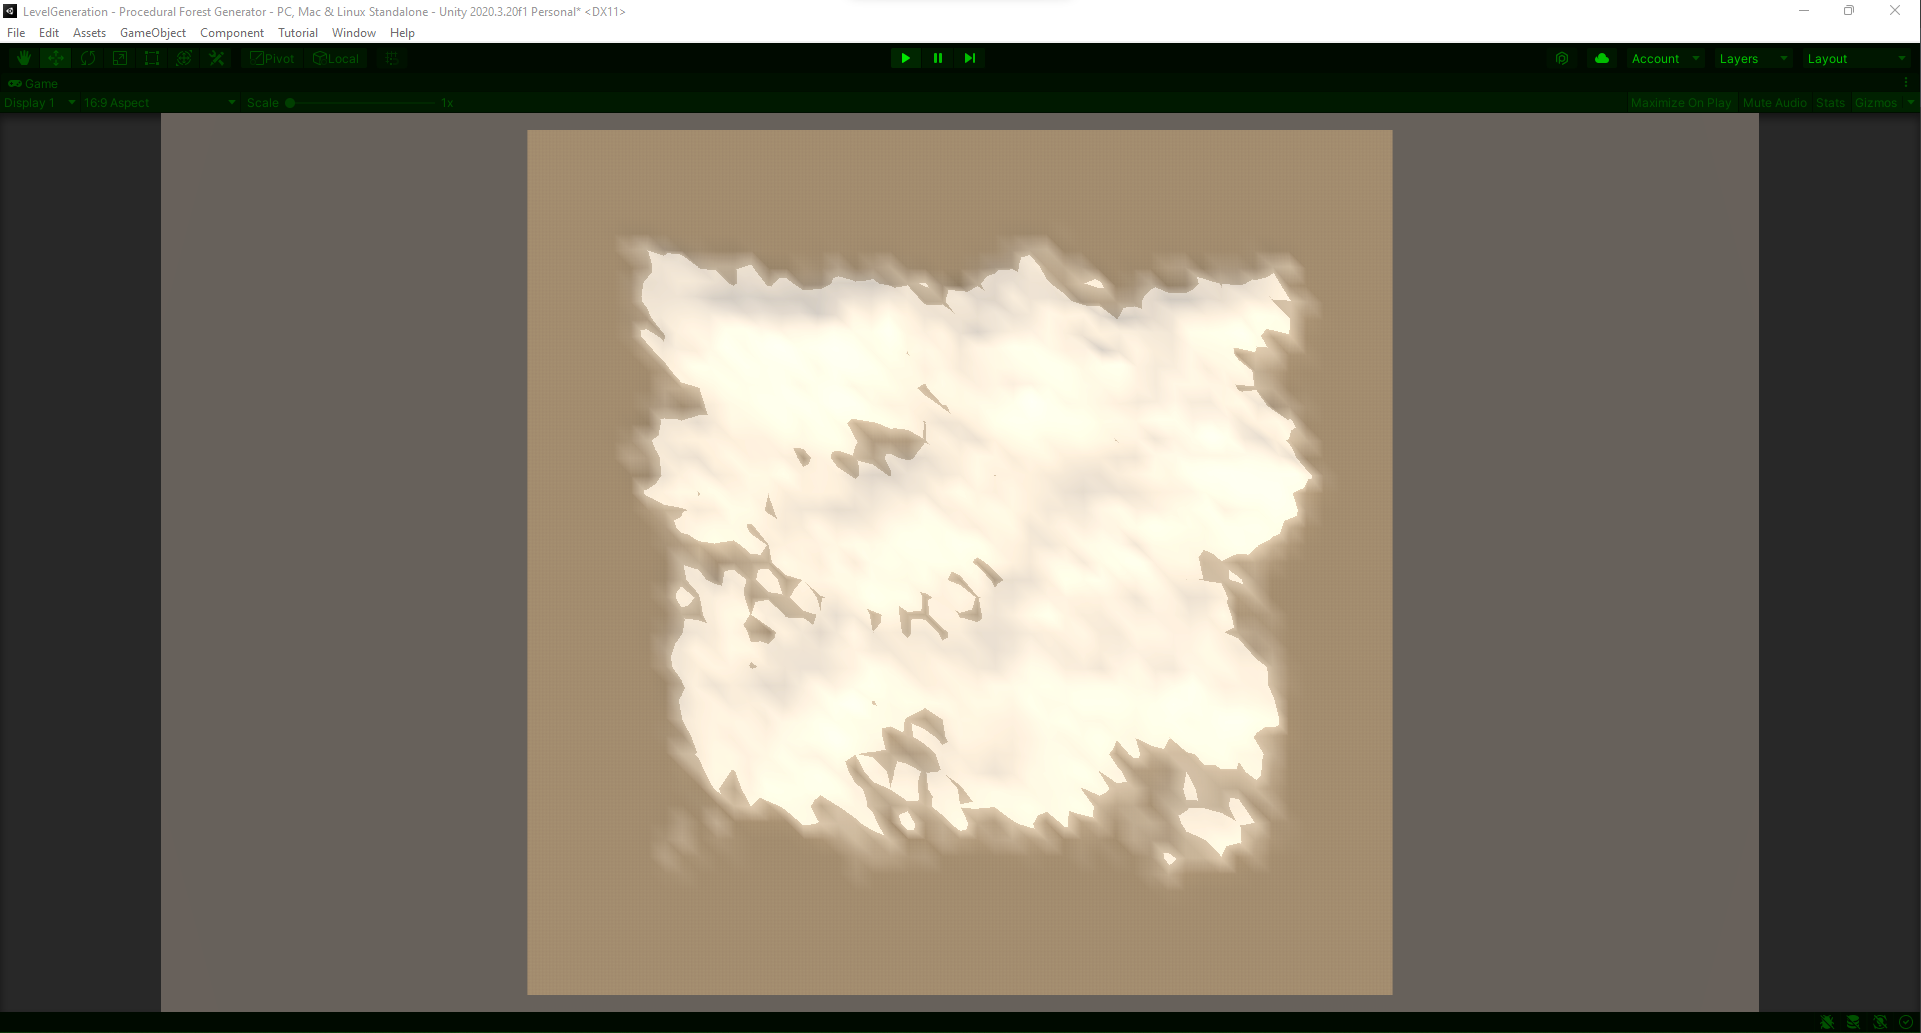 LevelGeneration - Procedural Forest Generator - PC, Mac & Linux Standalone - Unity 2020.3.20f1 Personal* <DX11>
File Edit Assets GameObject Component Tutorial Window Help
Pivot Local Account Layers Layout
Game
Display 1 16:9 Aspect Scale 1x Maximize On Play Mute Audio Stats Gizmos